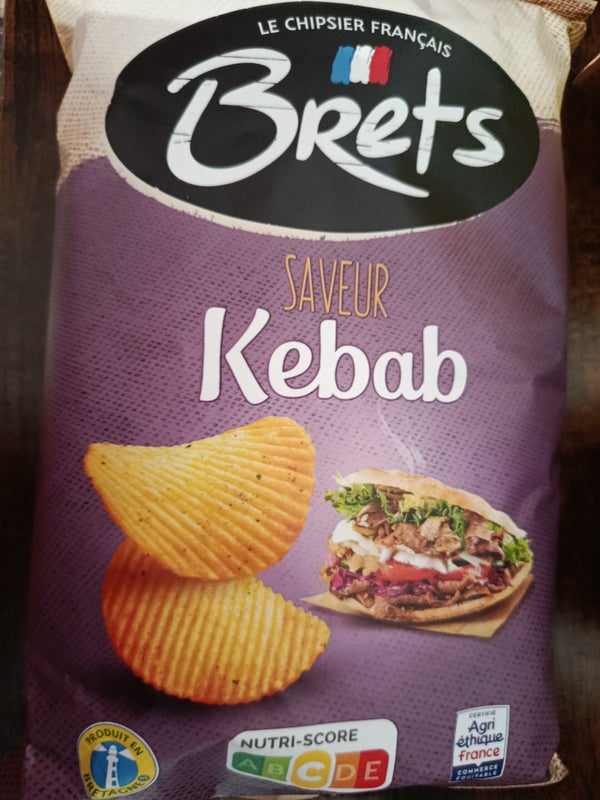 LE CHIPSIER FRANÇAIS
Brets
SAVEUR
Kebab
PRODUIT EN
BRETAGNE
NUTRI-SCORE
A B C D E
CERTIFIÉ
Agri
éthique
france
COMMERCE
ÉQUITABLE